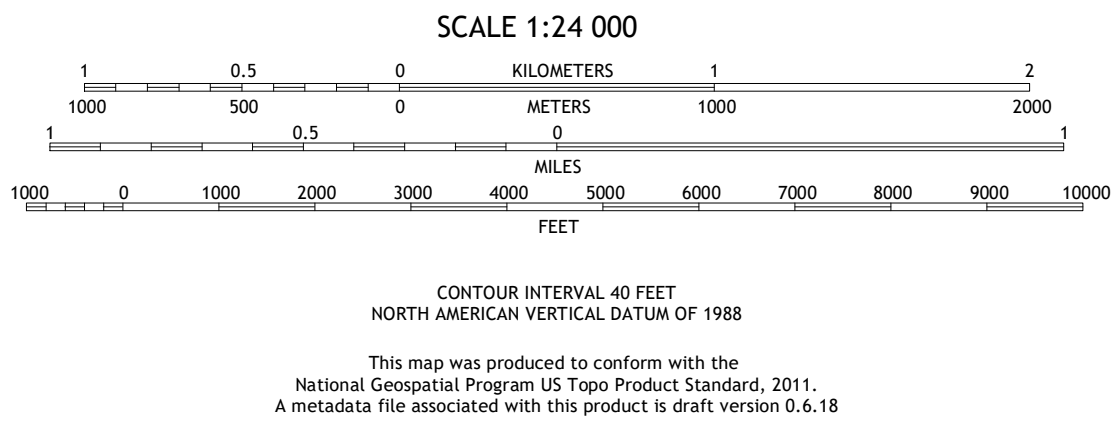 SCALE 1:24 000
1 0.5 0 KILOMETERS 1 2
1000 500 0 METERS 1000 2000
1 0.5 0 1
MILES
1000 0 1000 2000 3000 4000 5000 6000 7000 8000 9000 10000
FEET
CONTOUR INTERVAL 40 FEET
NORTH AMERICAN VERTICAL DATUM OF 1988
This map was produced to conform with the
National Geospatial Program US Topo Product Standard, 2011.
A metadata file associated with this product is draft version 0.6.18